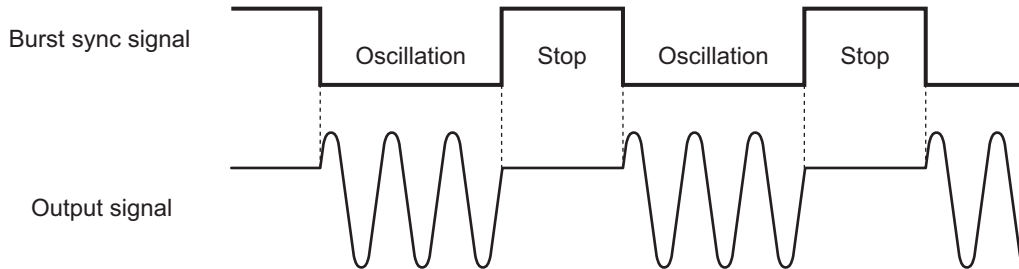 Burst sync signal
Oscillation
Stop
Oscillation
Stop
Output signal